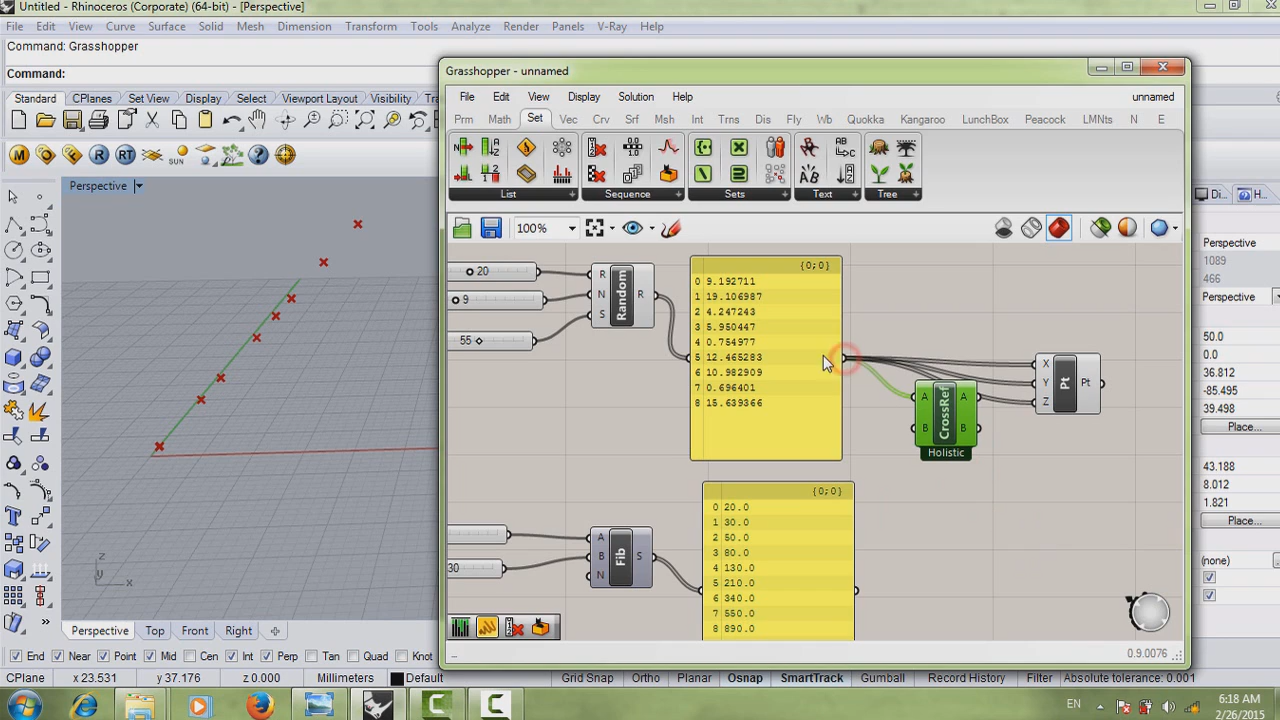 Untitled - Rhinoceros (Corporate) (64-bit) - [Perspective]
File Edit View Curve Surface Solid Mesh Dimension Transform Tools Analyze Render Panels V-Ray Help
Command: Grasshopper
Command:
Standard CPlanes Set View Display Select Viewport Layout Visibility
Perspective
Grasshopper - unnamed
File Edit View Display Solution Help unnamed
Prm Math Set Vec Crv Srf Msh Int Trns Dis Fly Wb Quokka Kangaroo LunchBox Peacock LMNts N E
List Sequence Sets Text Tree
100%
20
9
55
R
N
S
Random
R
{0;0}
0 9.192711
1 19.106987
2 4.247243
3 5.950447
4 0.754977
5 12.465283
6 10.982909
7 0.696401
8 15.639366
A
B
CrossRef
A
B
Holistic
X
Y
Z
Pt
Pt
30
A
B
N
Fib
S
{0;0}
0 20.0
1 30.0
2 50.0
3 80.0
4 130.0
5 210.0
6 340.0
7 550.0
8 890.0
0.9.0076
Di...
H...
Perspective
1089
466
Perspective
50.0
0.0
36.812
-85.495
39.498
Place...
43.188
8.012
1.821
Place...
(none)
z
y
x
Perspective Top Front Right
End Near Point Mid Cen Int Perp Tan Quad Knot
CPlane x 23.531 y 37.176 z 0.000 Millimeters Default Grid Snap Ortho Planar Osnap SmartTrack Gumball Record History Filter Absolute tolerance: 0.001
EN
6:18 AM
2/26/2015